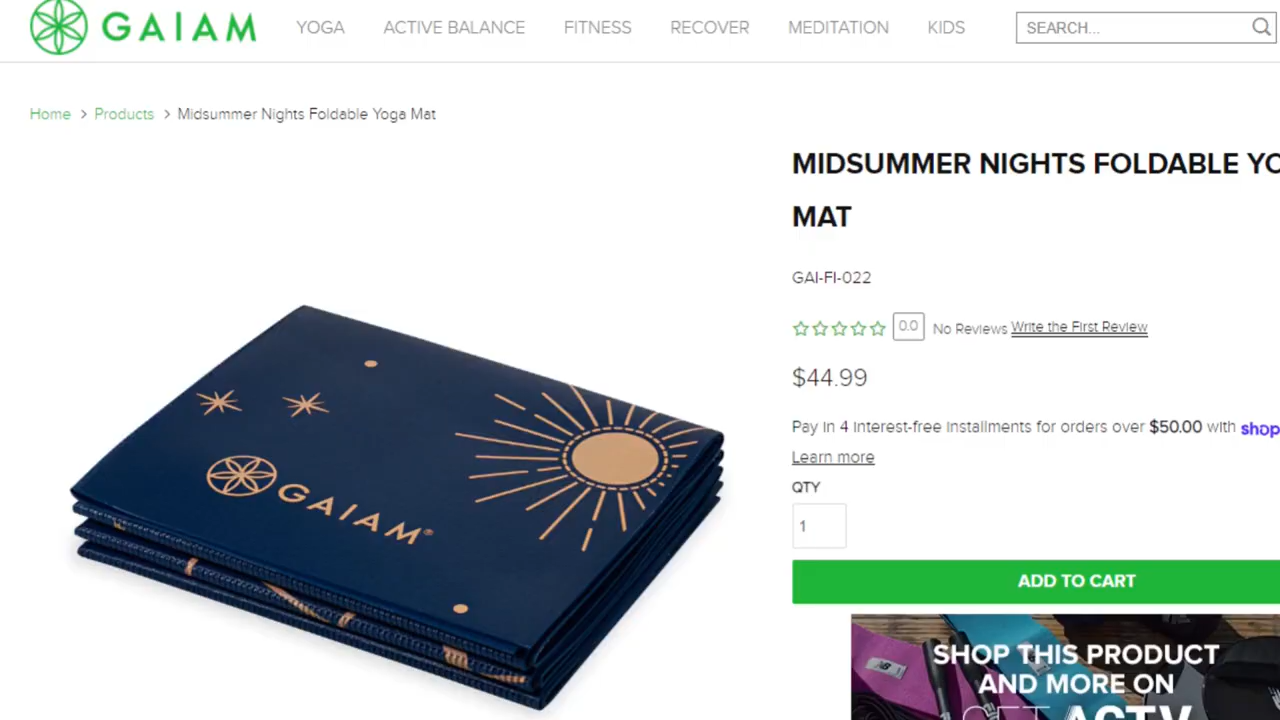 GAIAM
YOGA ACTIVE BALANCE FITNESS RECOVER MEDITATION KIDS
SEARCH...
Home > Products > Midsummer Nights Foldable Yoga Mat
MIDSUMMER NIGHTS FOLDABLE YO
MAT
GAI-FI-022
0.0 No Reviews Write the First Review
$44.99
Pay in 4 interest-free installments for orders over $50.00 with shop
Learn more
QTY
1
ADD TO CART
GAIAM®
SHOP THIS PRODUCT
AND MORE ON
GET ACTV